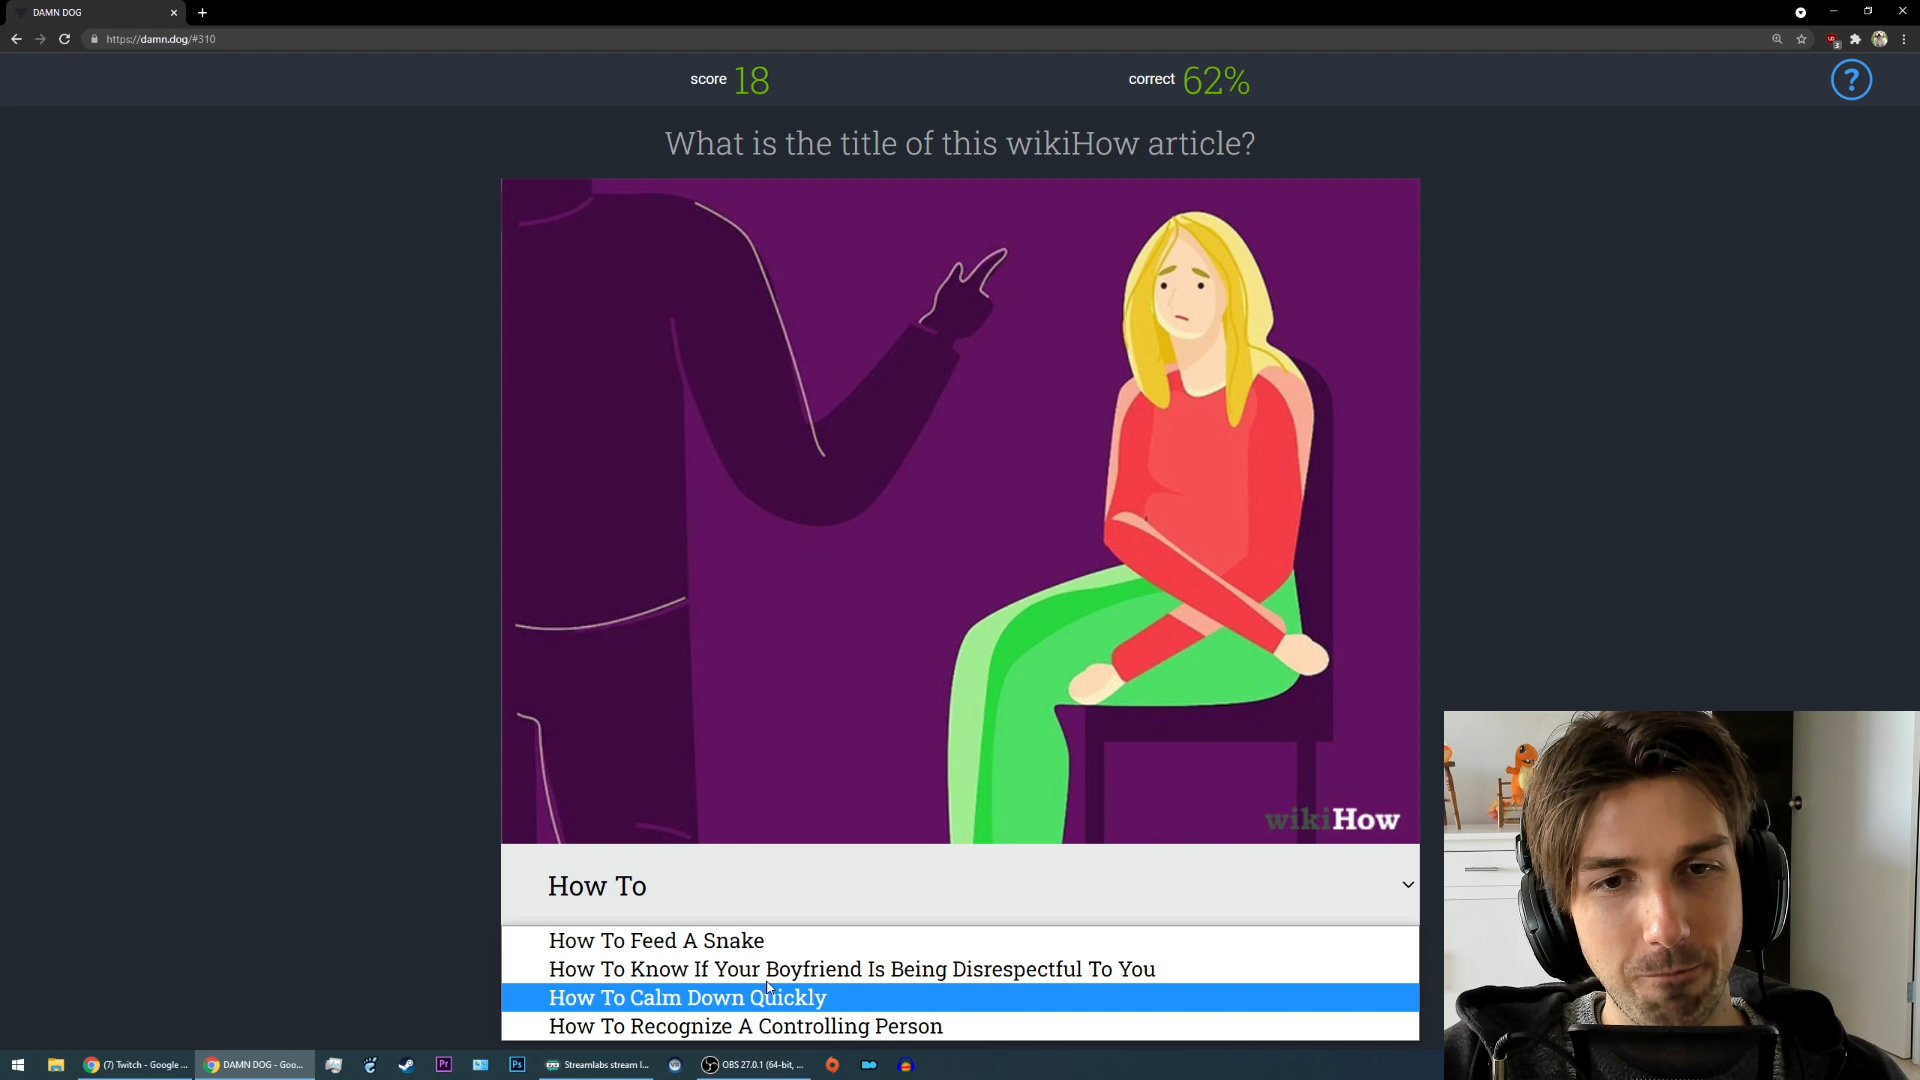 DAMN DOG
https://damn.dog/#310
score 18
correct 62%
?
What is the title of this wikiHow article?
wikiHow
How To
How To Feed A Snake
How To Know If Your Boyfriend Is Being Disrespectful To You
How To Calm Down Quickly
How To Recognize A Controlling Person
(7) Twitch - Google ...
DAMN DOG - Goo...
Pr
Ps
Streamlabs stream l...
OBS 27.0.1 (64-bit, ...